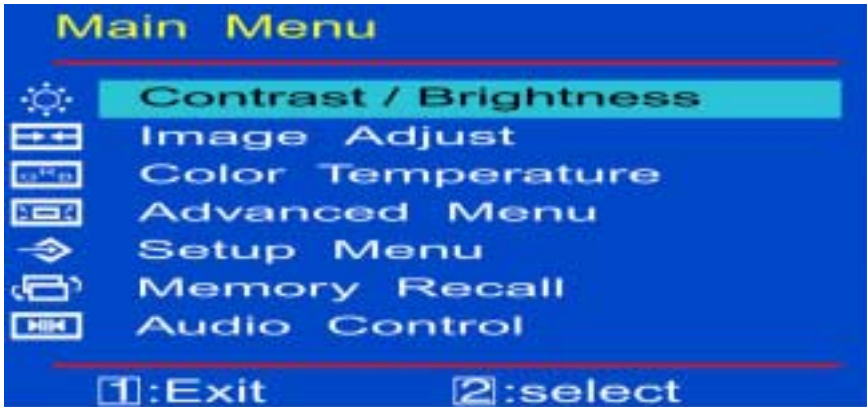 Main Menu
Contrast / Brightness
Image Adjust
Color Temperature
Advanced Menu
Setup Menu
Memory Recall
Audio Control
1:Exit 2:select